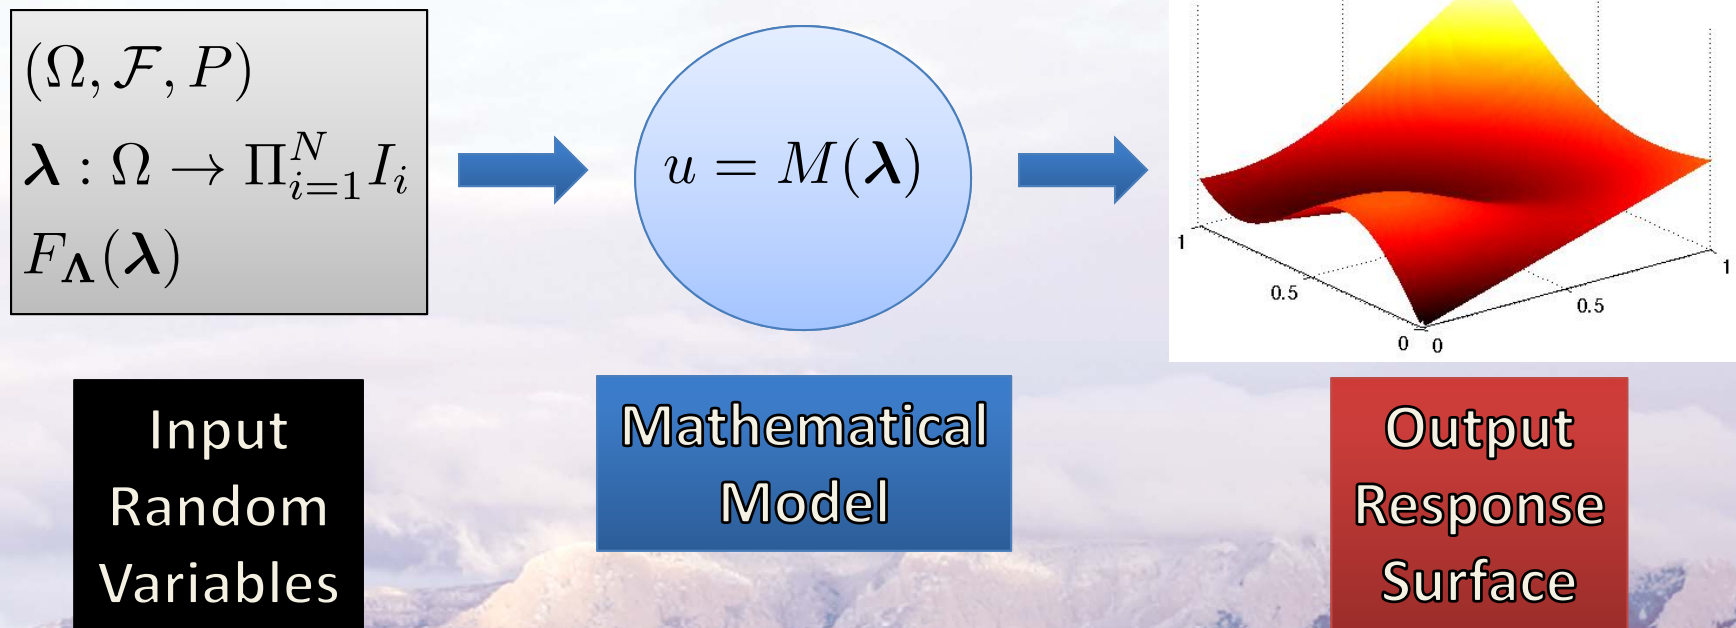 (Ω, ℱ, P)
𝝀 : Ω → Π_{i=1}^{N} I_i
F_𝚲(𝝀)
u = M(𝝀)
1
0.5
0
0
0.5
1
Input
Random
Variables
Mathematical
Model
Output
Response
Surface